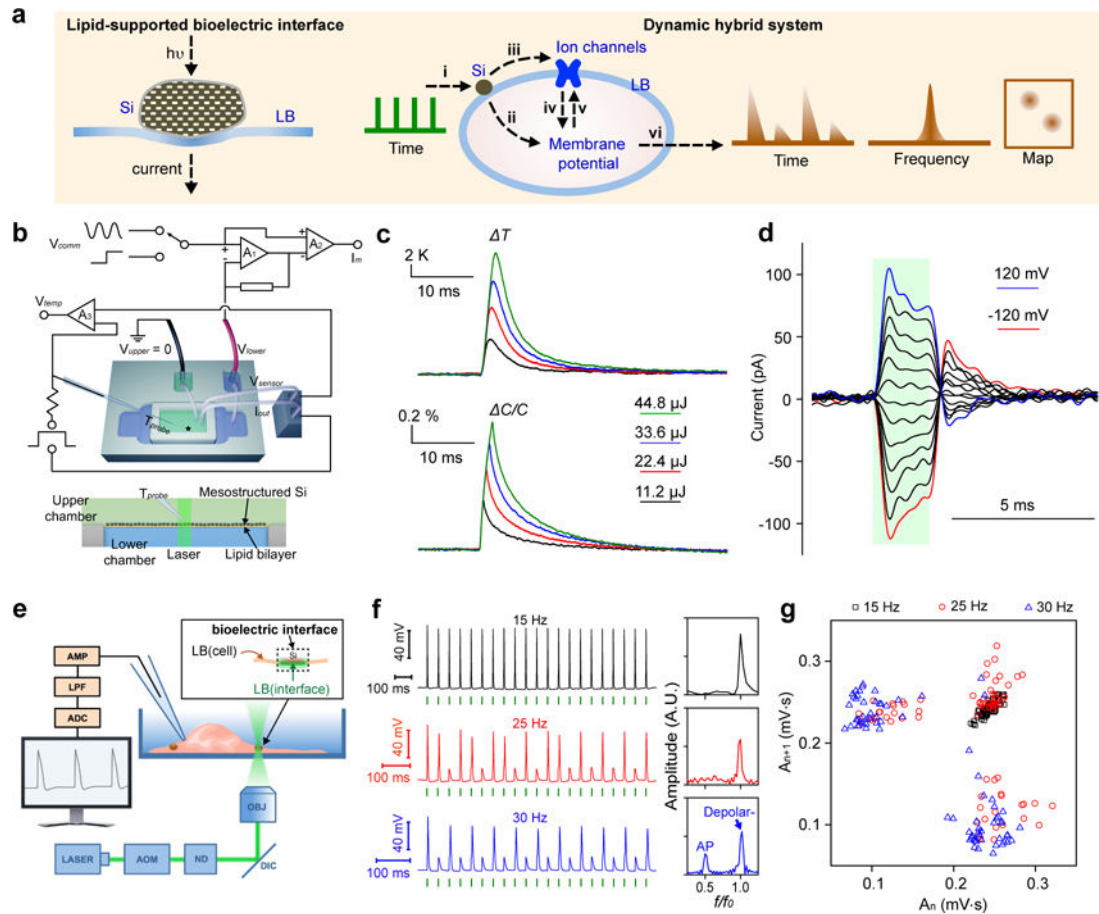 a
Lipid-supported bioelectric interface
hυ
Si
LB
current
Dynamic hybrid system
i
Si
iii
Ion channels
LB
ii
iv
v
Membrane
potential
vi
Time
Time
Frequency
Map
b
Vcomm
A1
A2
Im
Vtemp
A3
Vupper = 0
Vlower
Vsensor
Iout
Tprobe
Upper
chamber
Tprobe
Mesostructured Si
Lower
chamber
Laser
Lipid bilayer
c
ΔT
2 K
10 ms
ΔC/C
0.2 %
10 ms
44.8 µJ
33.6 µJ
22.4 µJ
11.2 µJ
d
Current (pA)
100
50
0
-50
-100
120 mV
-120 mV
5 ms
e
AMP
LPF
ADC
bioelectric interface
LB(cell)
Si
LB(interface)
OBJ
LASER
AOM
ND
DIC
f
15 Hz
40 mV
100 ms
25 Hz
40 mV
100 ms
30 Hz
40 mV
100 ms
Amplitude (A.U.)
Depolar-
AP
0.5 1.0
f/f0
g
15 Hz 25 Hz 30 Hz
An+1 (mV·s)
0.3
0.2
0.1
0.1 0.2 0.3
An (mV·s)